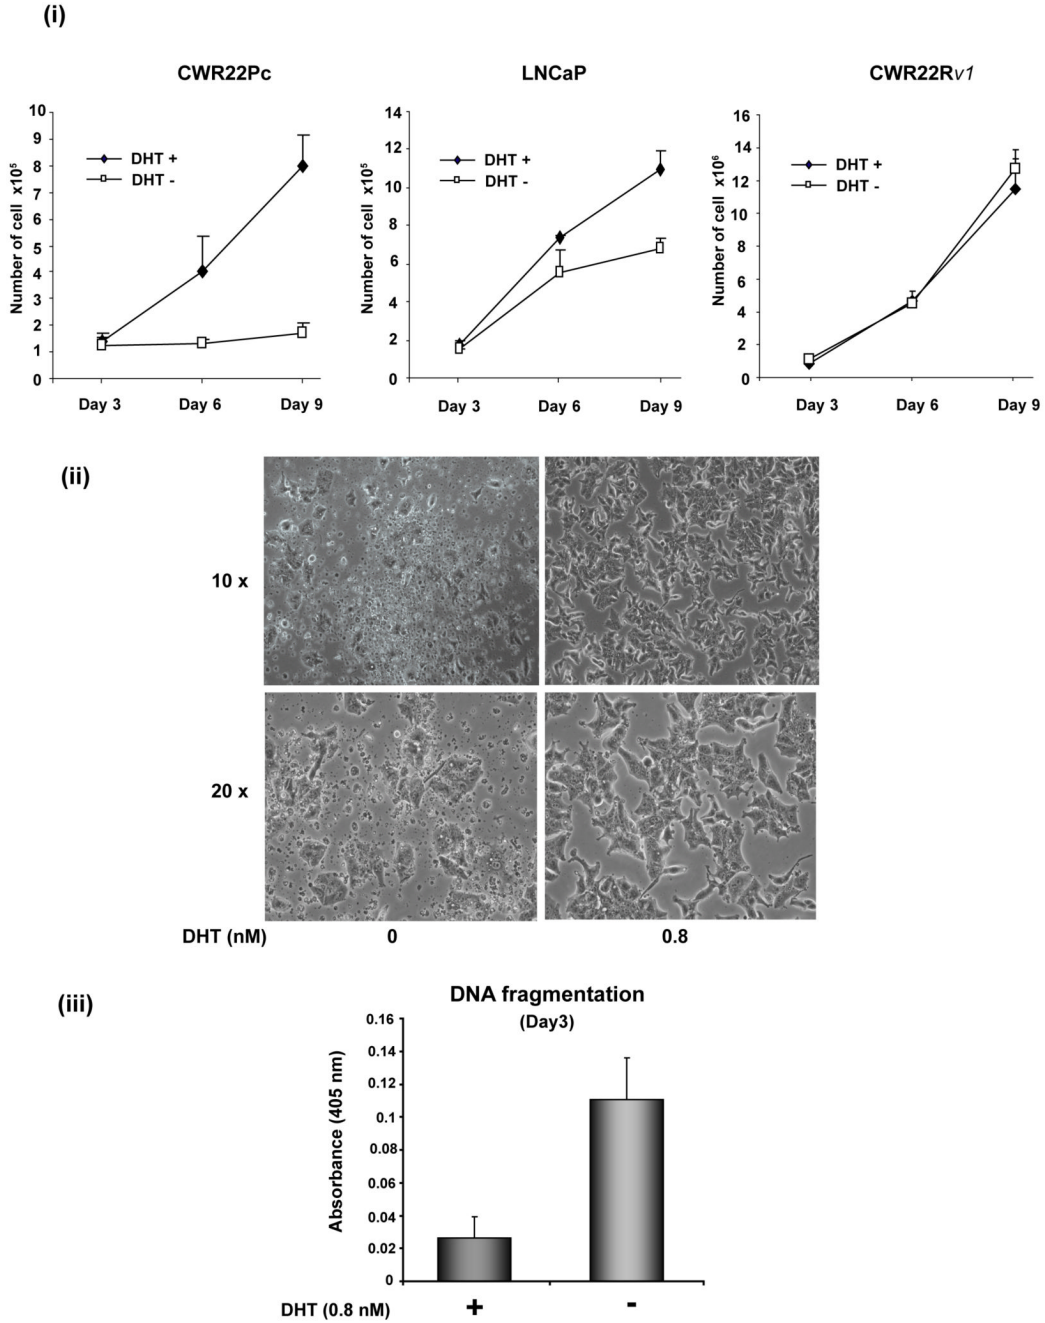 (i)
CWR22Pc
LNCaP
CWR22Rv1
Number of cell x10⁵
10
9
8
7
6
5
4
3
2
1
0
DHT +
DHT -
Day 3
Day 6
Day 9
Number of cell x10⁵
14
12
10
8
6
4
2
0
DHT +
DHT -
Day 3
Day 6
Day 9
Number of cell x10⁶
16
14
12
10
8
6
4
2
0
DHT +
DHT -
Day 3
Day 6
Day 9
(ii)
10 x
20 x
DHT (nM) 0 0.8
(iii)
DNA fragmentation
(Day3)
Absorbance (405 nm)
0.16
0.14
0.12
0.1
0.08
0.06
0.04
0.02
0
DHT (0.8 nM) + -